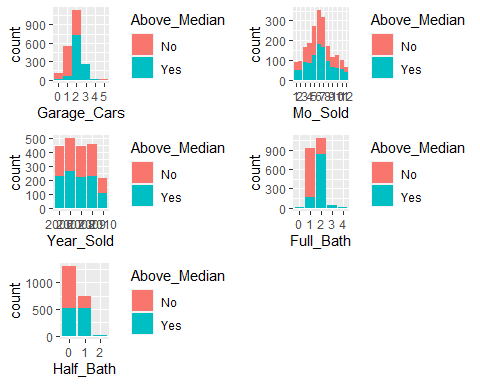 Above_Median
No
Yes
count
900
600
300
0
0 1 2 3 4 5
Garage_Cars
Above_Median
No
Yes
count
300
200
100
0
Mo_Sold
Above_Median
No
Yes
count
500
400
300
200
100
0
Year_Sold
Above_Median
No
Yes
count
900
600
300
0
0 1 2 3 4
Full_Bath
Above_Median
No
Yes
count
1000
500
0
0 1 2
Half_Bath